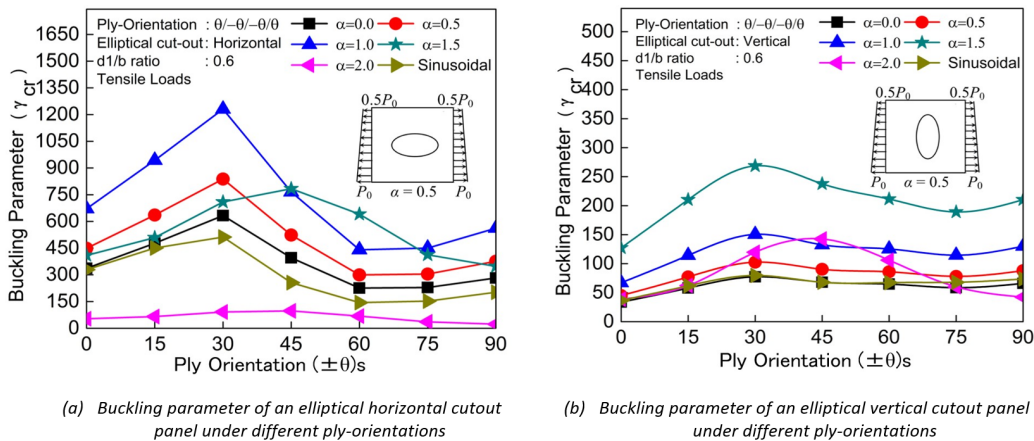 Ply-Orientation : θ/−θ/−θ/θ
Elliptical cut-out : Horizontal
d1/b ratio : 0.6
Tensile Loads
α=0.0
α=0.5
α=1.0
α=1.5
α=2.0
Sinusoidal
0.5P₀ 0.5P₀
P₀ α = 0.5 P₀
Buckling Parameter (γcr)
1650
1500
1350
1200
1050
900
750
600
450
300
150
0
0 15 30 45 60 75 90
Ply Orientation (±θ)s
(a) Buckling parameter of an elliptical horizontal cutout
panel under different ply-orientations
Ply-Orientation : θ/−θ/−θ/θ
Elliptical cut-out : Vertical
d1/b ratio : 0.6
Tensile Loads
α=0.0
α=0.5
α=1.0
α=1.5
α=2.0
Sinusoidal
0.5P₀ 0.5P₀
P₀ α = 0.5 P₀
Buckling Parameter (γcr)
500
450
400
350
300
250
200
150
100
50
0
0 15 30 45 60 75 90
Ply Orientation (±θ)s
(b) Buckling parameter of an elliptical vertical cutout panel
under different ply-orientations